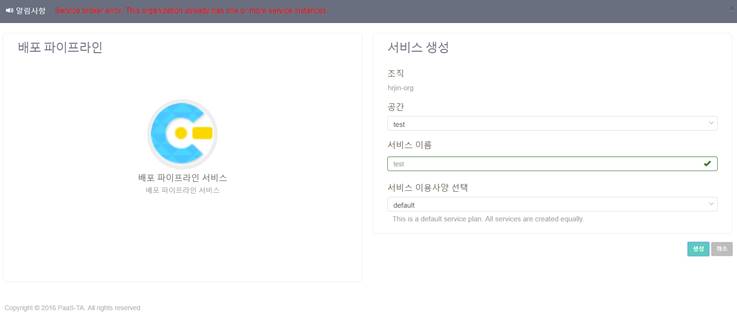 알림사항 Service broker error: This organization already has one or more service instances.
배포 파이프라인
배포 파이프라인 서비스
배포 파이프라인 서비스
서비스 생성
조직
hrjin-org
공간
test
서비스 이름
test
서비스 이용사양 선택
default
This is a default service plan. All services are created equally.
생성 취소
Copyright © 2016 PaaS-TA. All rights reserved.